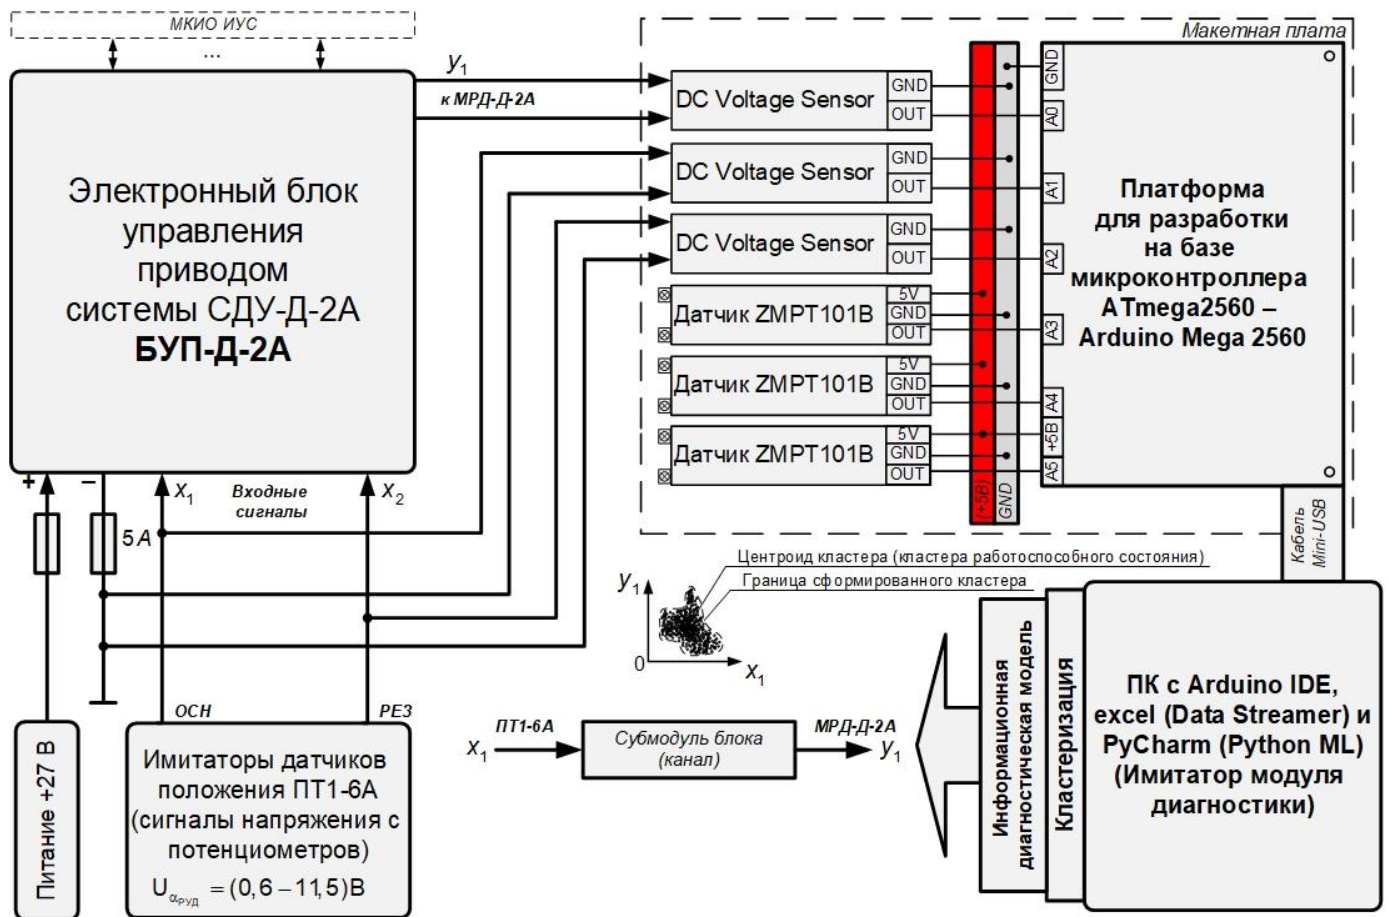 МКИО ИУС
...
Электронный блок
управления
приводом
системы СДУ-Д-2А
БУП-Д-2А
y1
к МРД-Д-2А
+
–
5А
x1
Входные
сигналы
x2
ОСН
РЕЗ
Питание +27 В
Имитаторы датчиков
положения ПТ1-6А
(сигналы напряжения с
потенциометров)
UαРУД = (0,6 – 11,5)В
Макетная плата
DC Voltage Sensor
GND
OUT
DC Voltage Sensor
GND
OUT
DC Voltage Sensor
GND
OUT
Датчик ZMPT101B
5V
GND
OUT
Датчик ZMPT101B
5V
GND
OUT
Датчик ZMPT101B
5V
GND
OUT
(+5В)
GND
GND
A0
A1
A2
A3
A4
+5В
A5
Платформа
для разработки
на базе
микроконтроллера
ATmega2560 –
Arduino Mega 2560
Кабель
Mini-USB
Центроид кластера (кластера работоспособного состояния)
Граница сформированного кластера
y1
0
x1
x1
ПТ1-6А
Субмодуль блока
(канал)
МРД-Д-2А
y1
Информационная
диагностическая модель
Кластеризация
ПК с Arduino IDE,
excel (Data Streamer) и
PyCharm (Python ML)
(Имитатор модуля
диагностики)